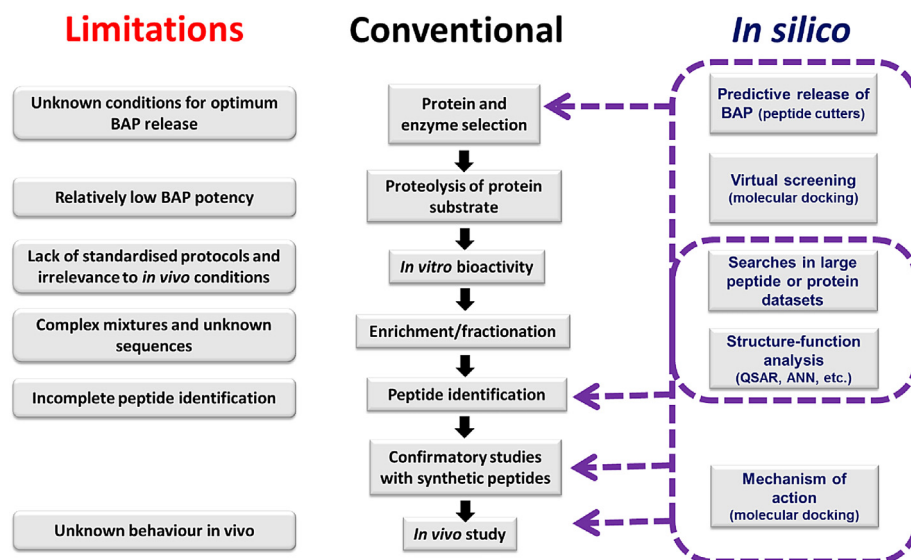 Limitations
Unknown conditions for optimum
BAP release
Relatively low BAP potency
Lack of standardised protocols and
irrelevance to in vivo conditions
Complex mixtures and unknown
sequences
Incomplete peptide identification
Unknown behaviour in vivo
Conventional
Protein and
enzyme selection
Proteolysis of protein
substrate
In vitro bioactivity
Enrichment/fractionation
Peptide identification
Confirmatory studies
with synthetic peptides
In vivo study
In silico
Predictive release of
BAP (peptide cutters)
Virtual screening
(molecular docking)
Searches in large
peptide or protein
datasets
Structure-function
analysis
(QSAR, ANN, etc.)
Mechanism of
action
(molecular docking)